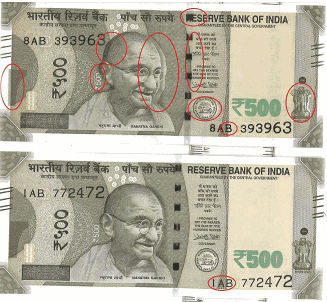 भारतीय रिज़र्व बैंक पाँच सौ रुपये RESERVE BANK OF INDIA
GUARANTEED BY THE CENTRAL GOVERNMENT
8AB 393963
₹५००
महात्मा गांधी MAHATMA GANDHI
₹500
8AB 393963
भारतीय रिज़र्व बैंक पाँच सौ रुपये RESERVE BANK OF INDIA
GUARANTEED BY THE CENTRAL GOVERNMENT
1AB 772472
₹५००
महात्मा गांधी MAHATMA GANDHI
₹500
1AB 772472